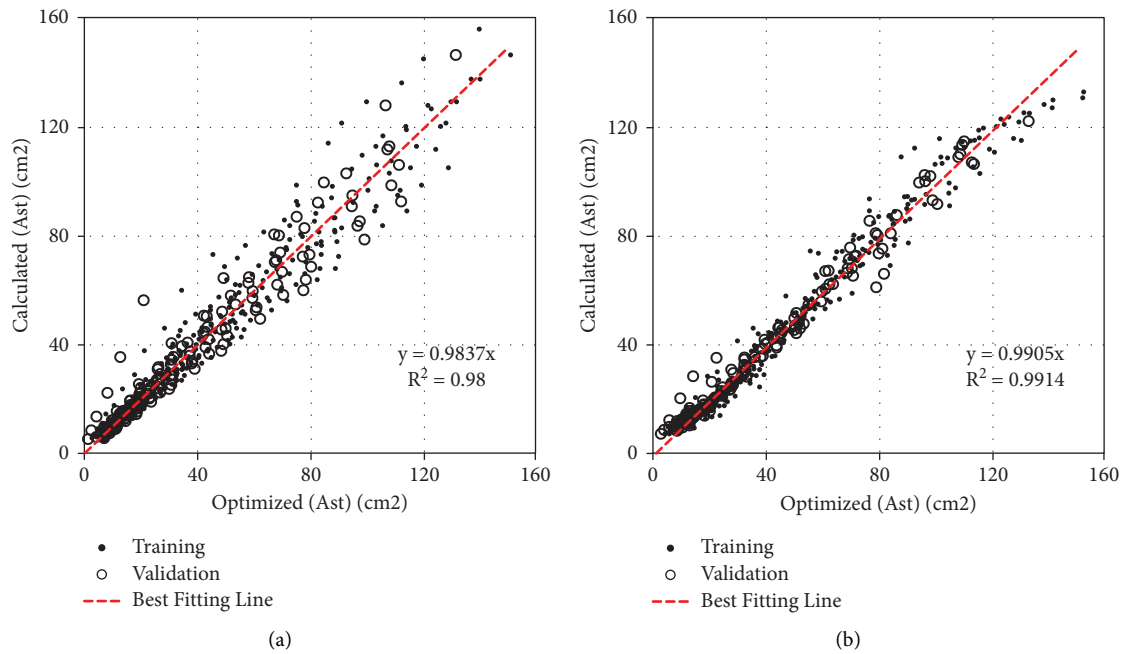 160
120
80
40
0
Calculated (Ast) (cm2)
y = 0.9837x
R² = 0.98
0 40 80 120 160
Optimized (Ast) (cm2)
Training
Validation
Best Fitting Line
(a)
160
120
80
40
0
Calculated (Ast) (cm2)
y = 0.9905x
R² = 0.9914
0 40 80 120 160
Optimized (Ast) (cm2)
Training
Validation
Best Fitting Line
(b)